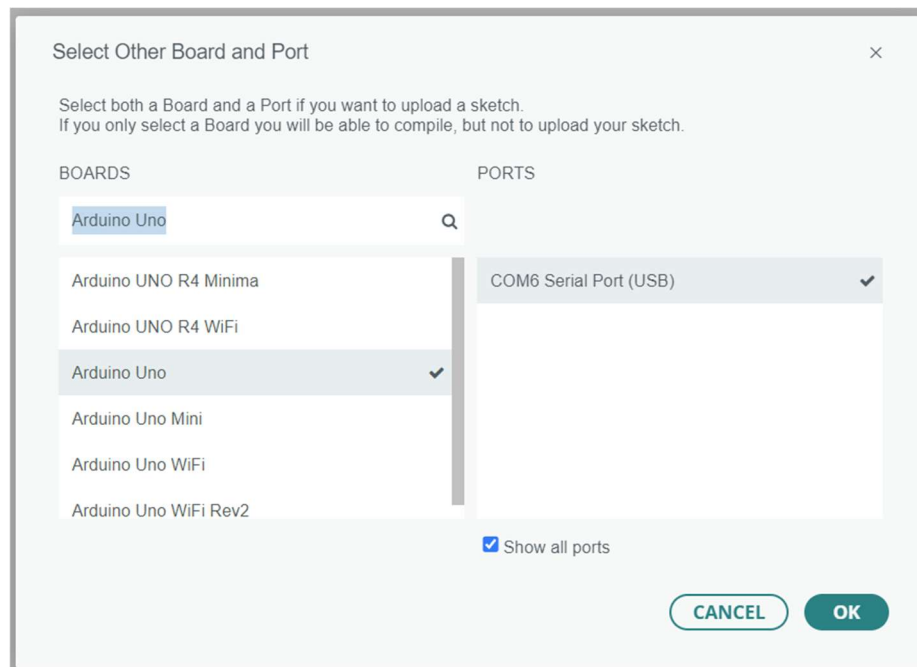 Select Other Board and Port
Select both a Board and a Port if you want to upload a sketch.
If you only select a Board you will be able to compile, but not to upload your sketch.
BOARDS
PORTS
Arduino Uno
Arduino UNO R4 Minima
COM6 Serial Port (USB)
Arduino UNO R4 WiFi
Arduino Uno
Arduino Uno Mini
Arduino Uno WiFi
Arduino Uno WiFi Rev2
Show all ports
CANCEL
OK